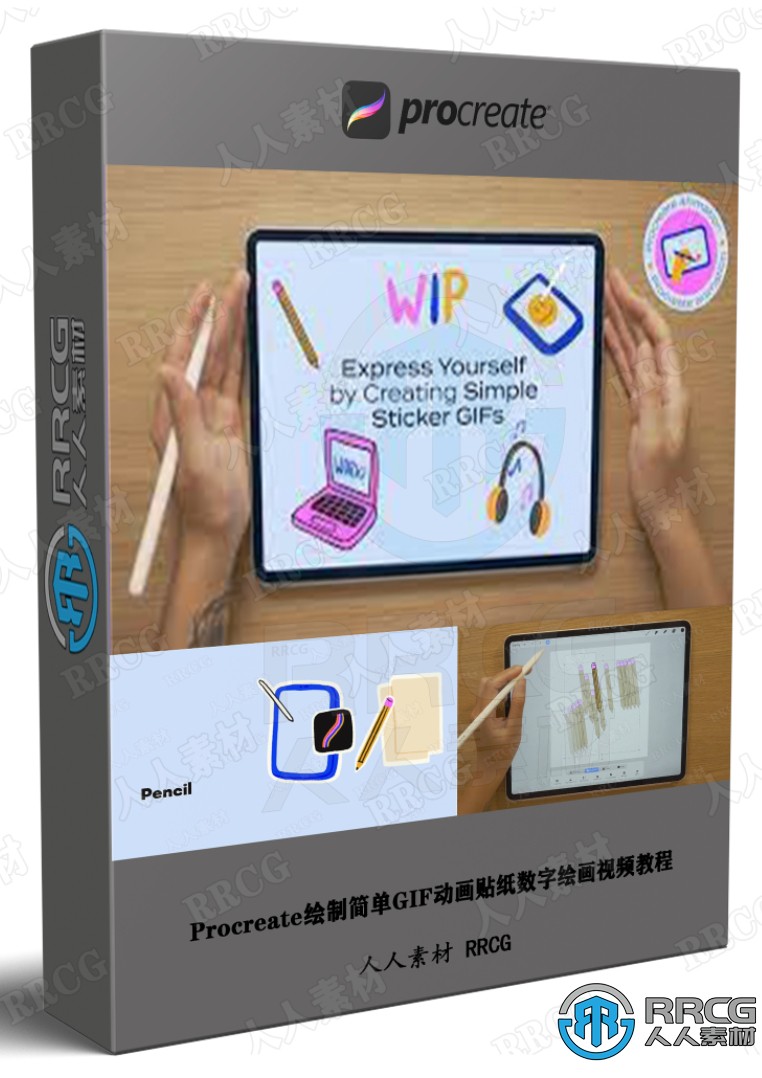 procreate
WIP
Express Yourself
by Creating Simple
Sticker GIFs
WORK
Pencil
Procreate绘制简单GIF动画贴纸数字绘画视频教程
人人素材 RRCG
RRCG
人人素材
RRCG
人人素材